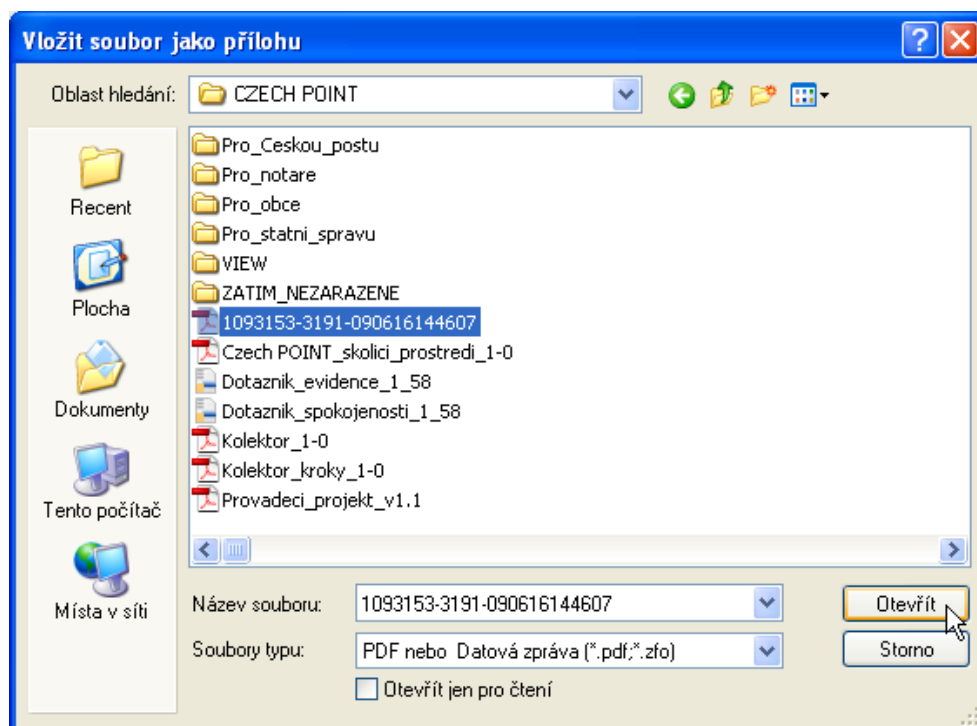 Vložit soubor jako přílohu
Oblast hledání: CZECH POINT
Recent
Plocha
Dokumenty
Tento počítač
Místa v síti
Pro_Ceskou_postu
Pro_notare
Pro_obce
Pro_statni_spravu
VIEW
ZATIM_NEZARAZENE
1093153-3191-090616144607
Czech POINT_skolici_prostredi_1-0
Dotaznik_evidence_1_58
Dotaznik_spokojenosti_1_58
Kolektor_1-0
Kolektor_kroky_1-0
Provadeci_projekt_v1.1
Název souboru: 1093153-3191-090616144607 Otevřít
Soubory typu: PDF nebo Datová zpráva (*.pdf;*.zfo) Storno
Otevřít jen pro čtení